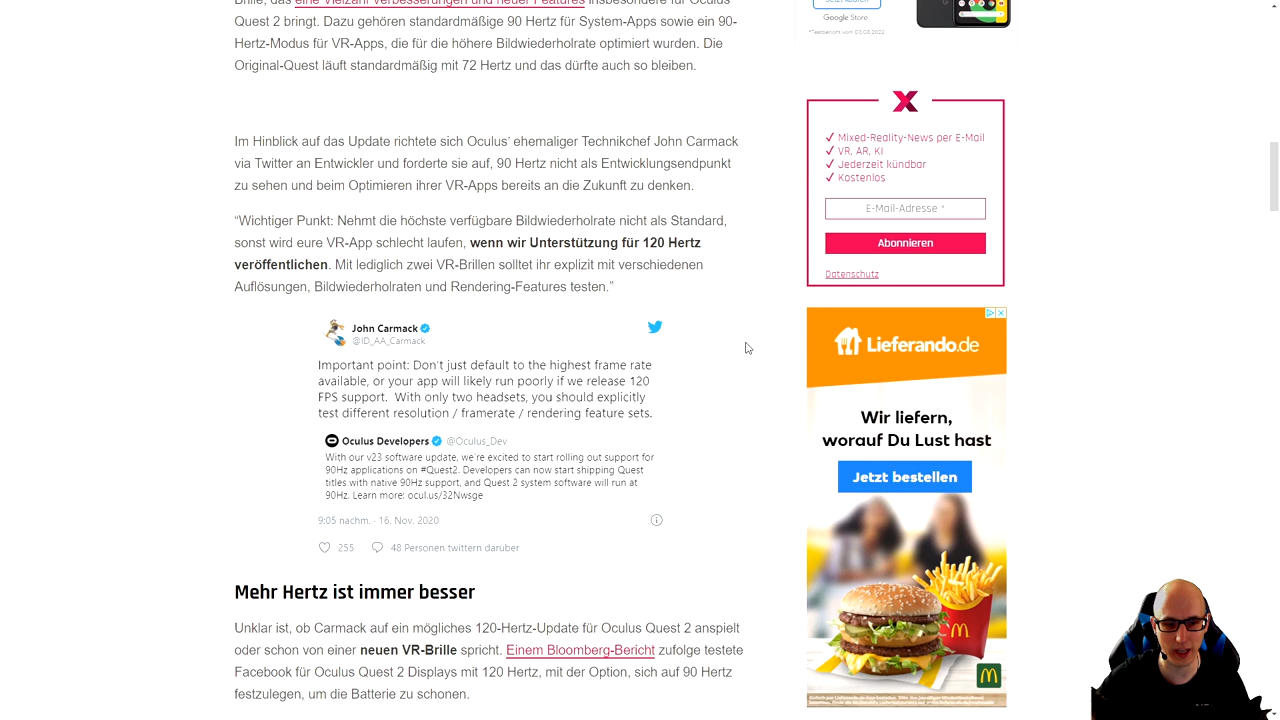 Brille, das eine Vielzahl Verbesserungen und neuer Features insbesondere für Oculus
Quest 2 bringt. Dazu gehören standardmäßige 90 Hertz für System-Apps sowie ein 90-
Hertz-Modus für VR-Apps, die für die höhere Bildwiederholrate optimiert wurden. Die
Original-Quest läuft standardmäßig mit 72 Hertz und das dürfte auch so bleiben.
Im Hinblick auf das Update richtete sich Oculus’ ehemaliger Technikchef John Carmack
via Twitter an Entwickler und forderte sie auf, 90 Hertz nicht als Entwicklungsendpunkt
zu sehen und beim Optimieren ihrer VR-Apps bereits an die Zukunft zu denken.
“Wichtiger Punkt: Nehmt die höchste verfügbare Bildwiederholrate nicht als Standard,
sonst wird eure VR-App schlecht laufen, wenn wir Unterstützung für 120 Hertz
veröffentlichen. Mit lediglich zwei VR-Brillen solltet ihr explizit mit verschiedenen
Auflösungen, Bildwiederholraten und Rendering-Features testen.”
John Carmack
@ID_AA_Carmack
Important point: Don’t just default to the highest frame rate
available, or your app will likely run poorly if we release 120
FPS support. With only two headsets, you should explicitly
test different resolution / framerate / rendering feature sets.
Oculus Developers @Oculus_Dev
With our v23 software update, we’re excited to start rolling out support for
90Hz applications on #Quest2. Developers can now start shipping Quest
titles with native 90Hz support, and Quest 2 system software will run at
90Hz. Learn more: ocul.us/32Nwsge
9:05 nachm. · 16. Nov. 2020
255 48 Personen twittern darüber
Mehr Hertz ist immer besser
Unklar ist, ob Carmack auf ein mögliches 120-Hertz-Update für Oculus Quest 2 anspielt
oder schon von einer neuen VR-Brille spricht. Einem Bloomberg-Bericht zufolge testete
Facebook für Oculus Quest 2 Displays mit 120 Hertz, mit der Option, sich auf 90 Hertz
festzulegen, um die Batterie zu schonen.
Google Store
*Testbericht vom 03.08.2022
X
Mixed-Reality-News per E-Mail
VR, AR, KI
Jederzeit kündbar
Kostenlos
E-Mail-Adresse *
Abonnieren
Datenschutz
Lieferando.de
Wir liefern,
worauf Du Lust hast
Jetzt bestellen